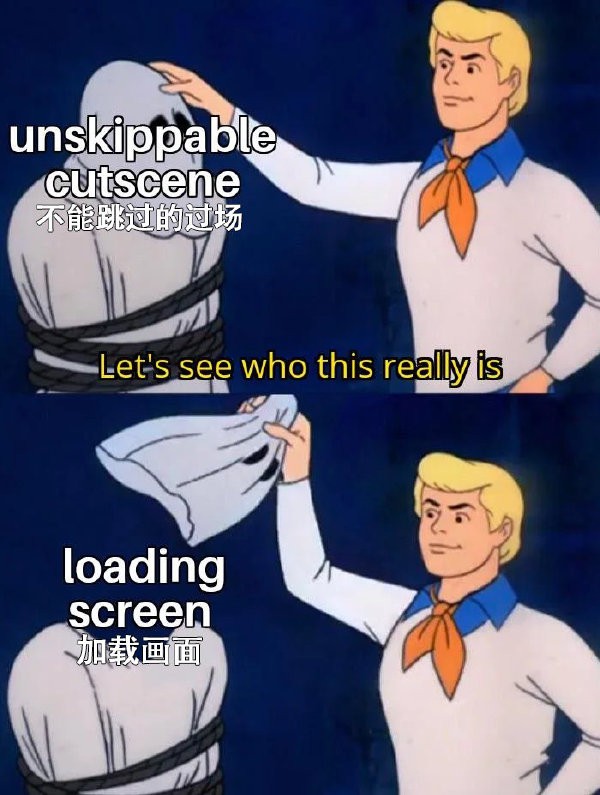 unskippable
cutscene
不能跳过的过场
Let's see who this really is
loading
screen
加载画面